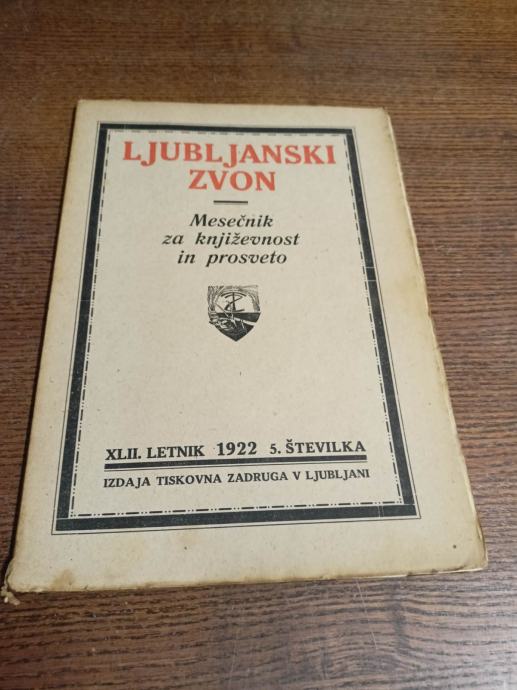 LJUBLJANSKI
ZVON
Mesečnik
za književnost
in prosveto
XLII. LETNIK 1922 5. ŠTEVILKA
IZDAJA TISKOVNA ZADRUGA V LJUBLJANI